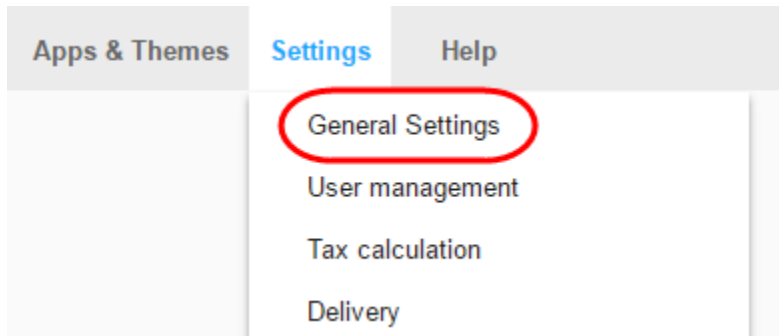 Apps & Themes Settings Help
General Settings
User management
Tax calculation
Delivery